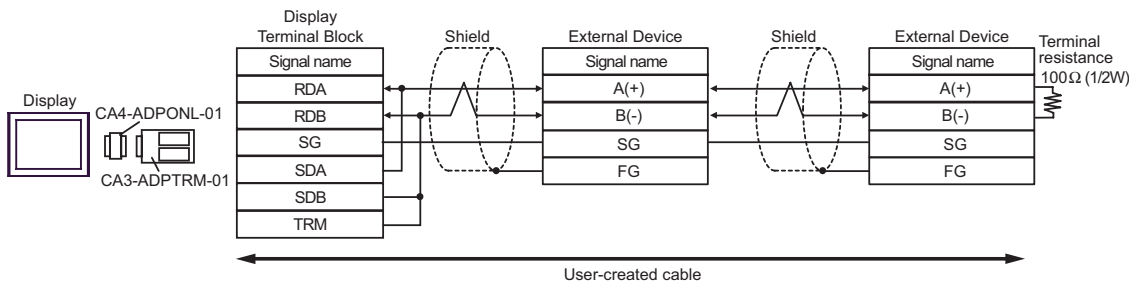 Display
CA4-ADPONL-01
CA3-ADPTRM-01
Display
Terminal Block
Signal name
RDA
RDB
SG
SDA
SDB
TRM
Shield
External Device
Signal name
A(+)
B(-)
SG
FG
Shield
External Device
Signal name
A(+)
B(-)
SG
FG
Terminal
resistance
100Ω (1/2W)
User-created cable